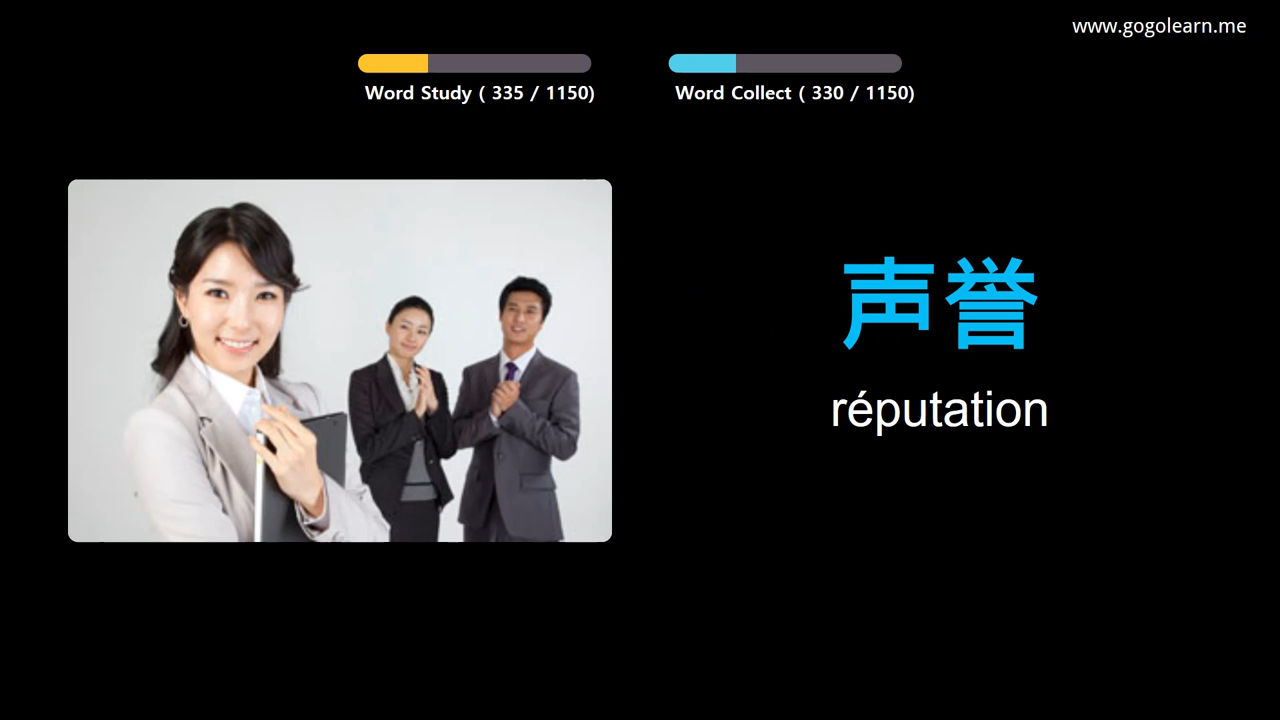 www.gogolearn.me
Word Study ( 335 / 1150)
Word Collect ( 330 / 1150)
声誉
réputation